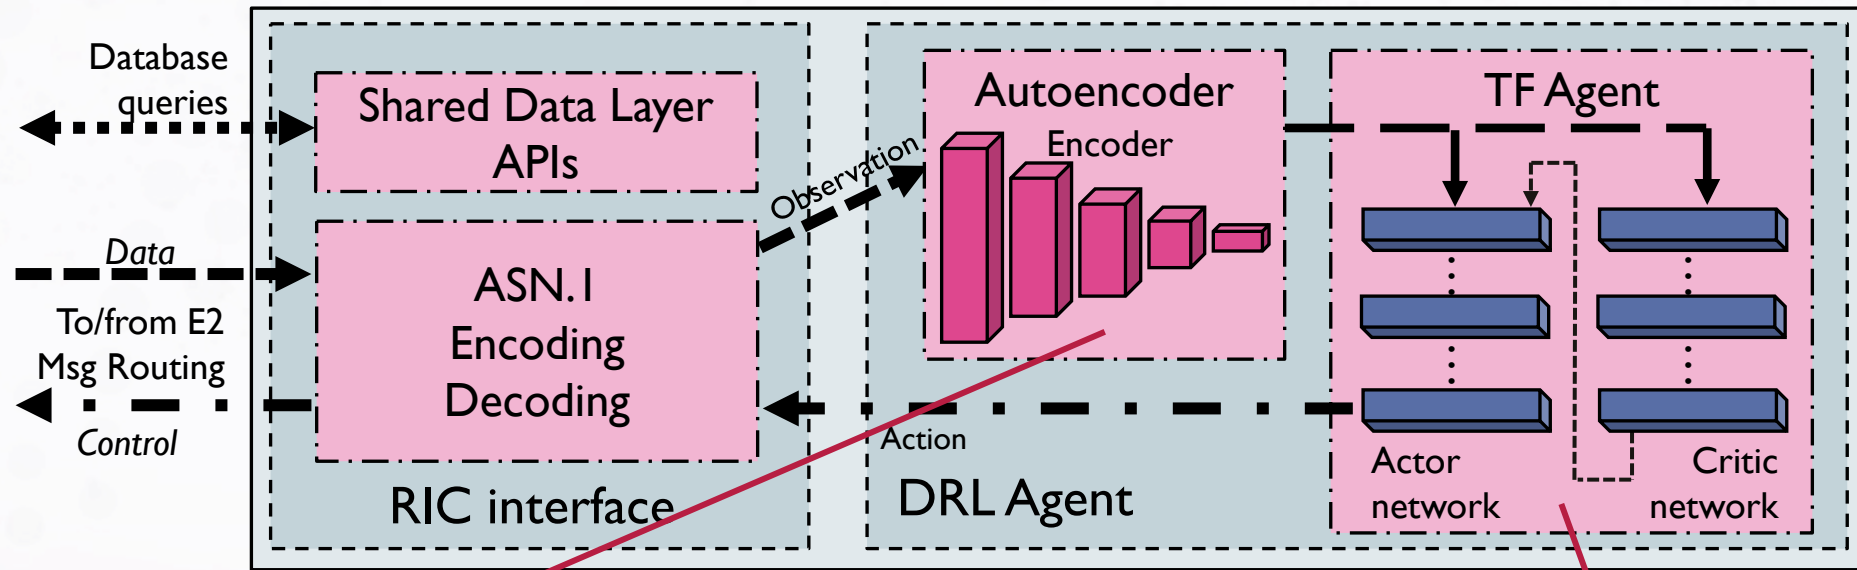 Database
queries
Shared Data Layer
APIs
Data
To/from E2
Msg Routing
Control
ASN.1
Encoding
Decoding
RIC interface
Observation
Autoencoder
Encoder
Action
DRL Agent
TF Agent
Actor
network
Critic
network